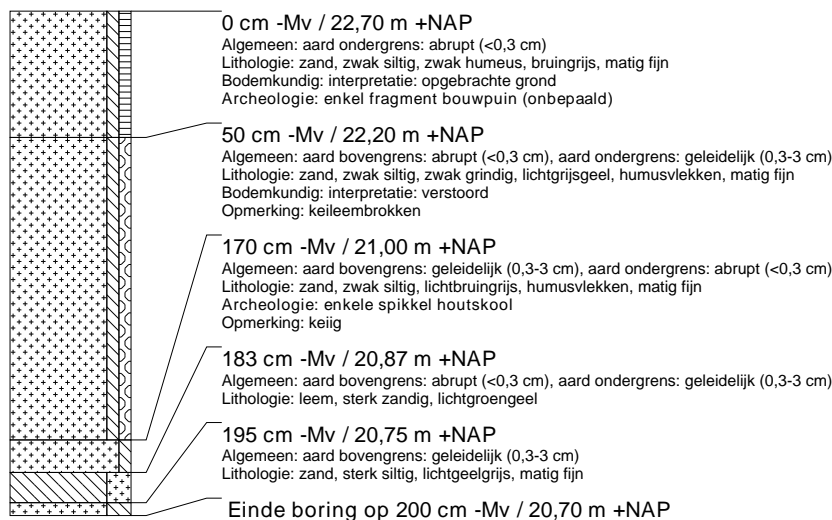 0 cm -Mv / 22,70 m +NAP
Algemeen: aard ondergrens: abrupt (<0,3 cm)
Lithologie: zand, zwak siltig, zwak humeus, bruingrijs, matig fijn
Bodemkundig: interpretatie: opgebrachte grond
Archeologie: enkel fragment bouwpuin (onbepaald)
50 cm -Mv / 22,20 m +NAP
Algemeen: aard bovengrens: abrupt (<0,3 cm), aard ondergrens: geleidelijk (0,3-3 cm)
Lithologie: zand, zwak siltig, zwak grindig, lichtgrijsgeel, humusvlekken, matig fijn
Bodemkundig: interpretatie: verstoord
Opmerking: keileembrokken
170 cm -Mv / 21,00 m +NAP
Algemeen: aard bovengrens: geleidelijk (0,3-3 cm), aard ondergrens: abrupt (<0,3 cm)
Lithologie: zand, zwak siltig, lichtbruingrijs, humusvlekken, matig fijn
Archeologie: enkele spikkel houtskool
Opmerking: keiig
183 cm -Mv / 20,87 m +NAP
Algemeen: aard bovengrens: abrupt (<0,3 cm), aard ondergrens: geleidelijk (0,3-3 cm)
Lithologie: leem, sterk zandig, lichtgroengeel
195 cm -Mv / 20,75 m +NAP
Algemeen: aard bovengrens: geleidelijk (0,3-3 cm)
Lithologie: zand, sterk siltig, lichtgeelgrijs, matig fijn
Einde boring op 200 cm -Mv / 20,70 m +NAP